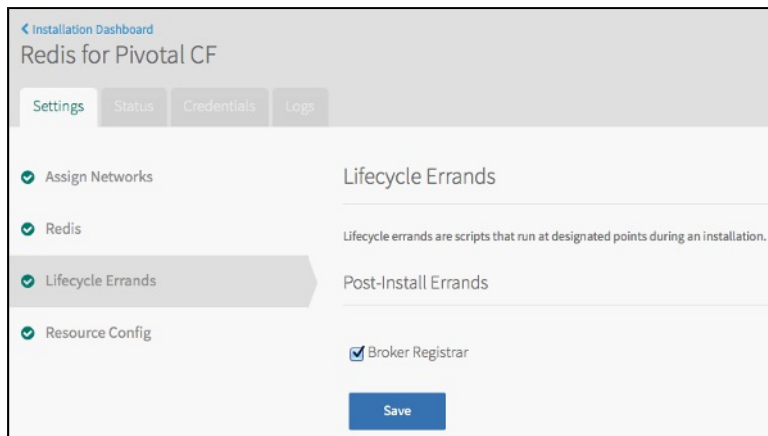 Installation Dashboard
Redis for Pivotal CF
Settings Status Credentials Logs
Assign Networks
Redis
Lifecycle Errands
Resource Config
Lifecycle Errands
Lifecycle errands are scripts that run at designated points during an installation.
Post-Install Errands
Broker Registrar
Save